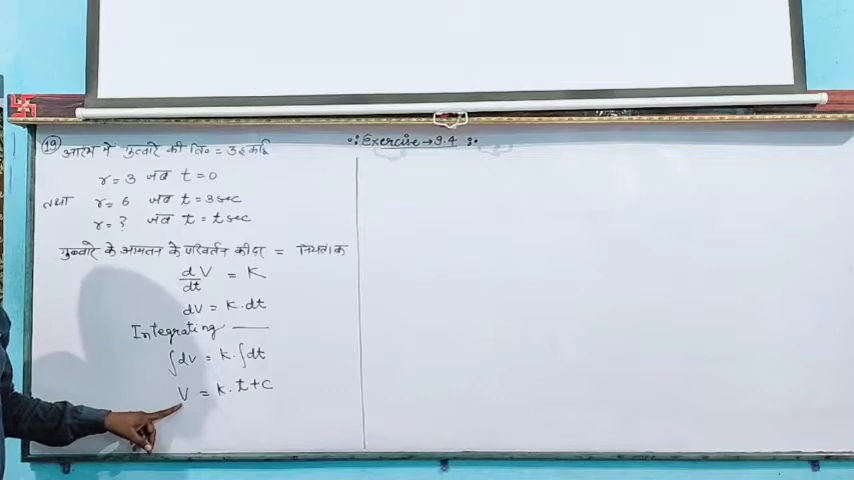 ∴ Exercise → 9.4 :-
(19) आरम्भ में गुब्बारे की त्रि० = 3 इकाई
r = 3 जब t = 0
तथा r = 6 जब t = 3 sec
r = ? जब t = t sec
गुब्बारे के आयतन के परिवर्तन की दर = नियतांक
d/dt V = K
dV = K.dt
Integrating —
∫dv = K.∫dt
V = K.t+C